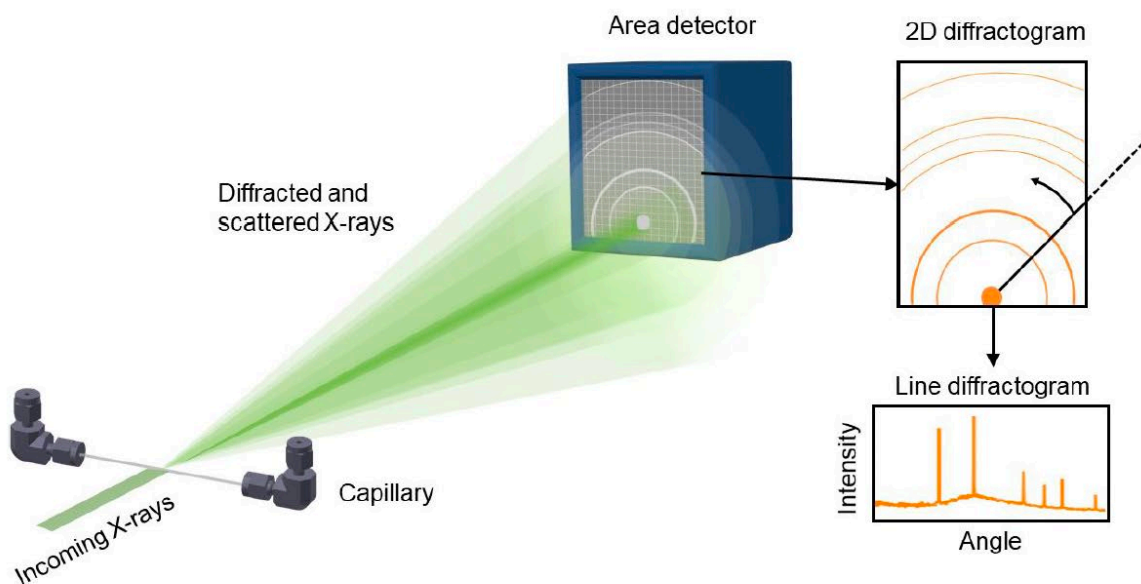 Area detector
2D diffractogram
Diffracted and
scattered X-rays
Line diffractogram
Intensity
Angle
Capillary
Incoming X-rays